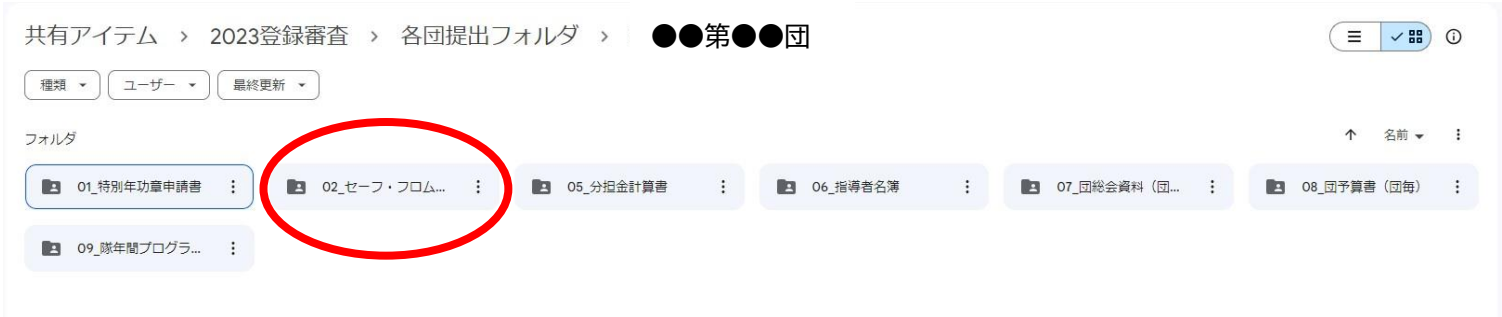 共有アイテム › 2023登録審査 › 各団提出フォルダ › ●●第●●団
種類 ユーザー 最終更新
フォルダ 名前
01_特別年功章申請書 02_セーフ・フロム... 05_分担金計算書 06_指導者名簿 07_団総会資料（団... 08_団予算書（団毎）
09_隊年間プログラ...